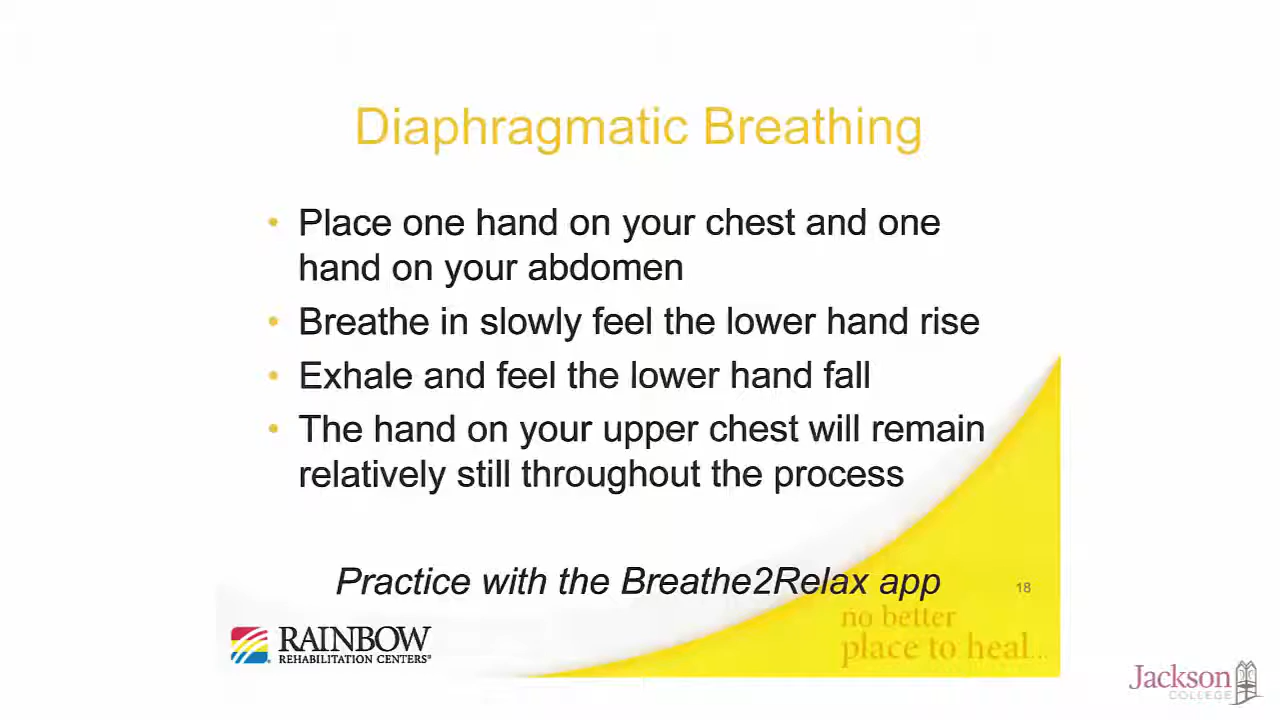 Diaphragmatic Breathing
• Place one hand on your chest and one
hand on your abdomen
• Breathe in slowly feel the lower hand rise
• Exhale and feel the lower hand fall
• The hand on your upper chest will remain
relatively still throughout the process
Practice with the Breathe2Relax app
18
no better
place to heal...
RAINBOW
REHABILITATION CENTERS®
Jackson
COLLEGE